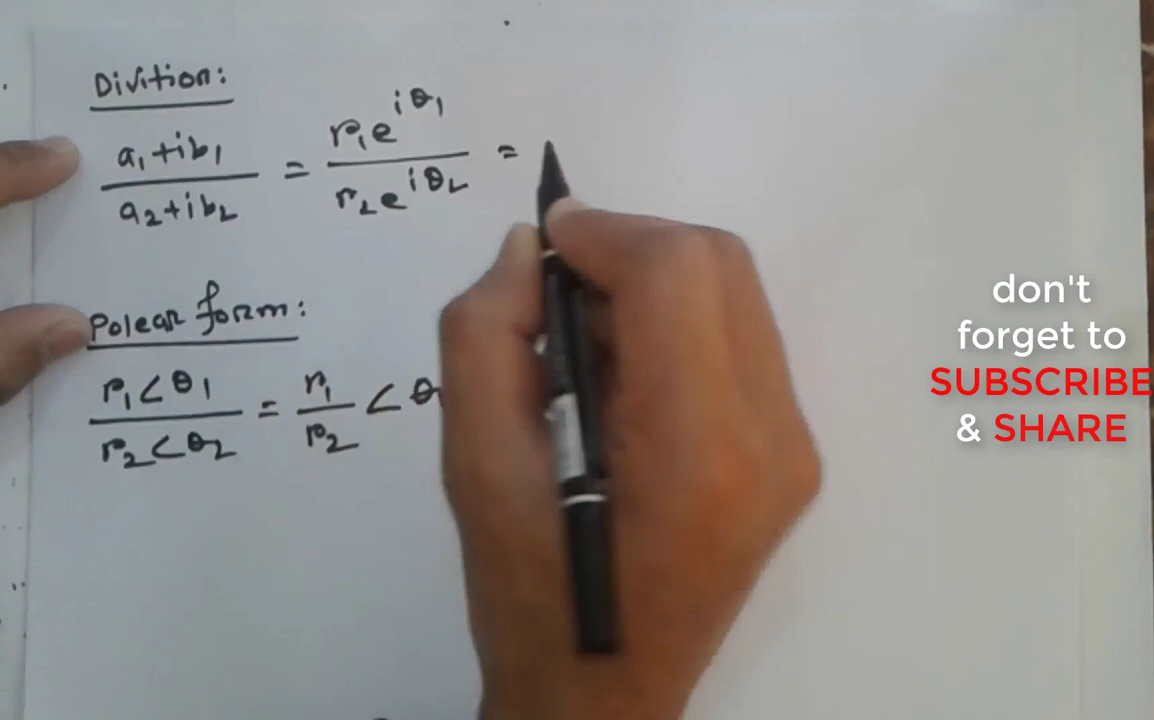 Divition:
a₁+ib₁ / a₂+ib₂ = r₁e^iθ₁ / r₂e^iθ₂ =
Polear form:
r₁<θ₁ / r₂<θ₂ = r₁ / r₂ < θ
don't
forget to
SUBSCRIBE
& SHARE